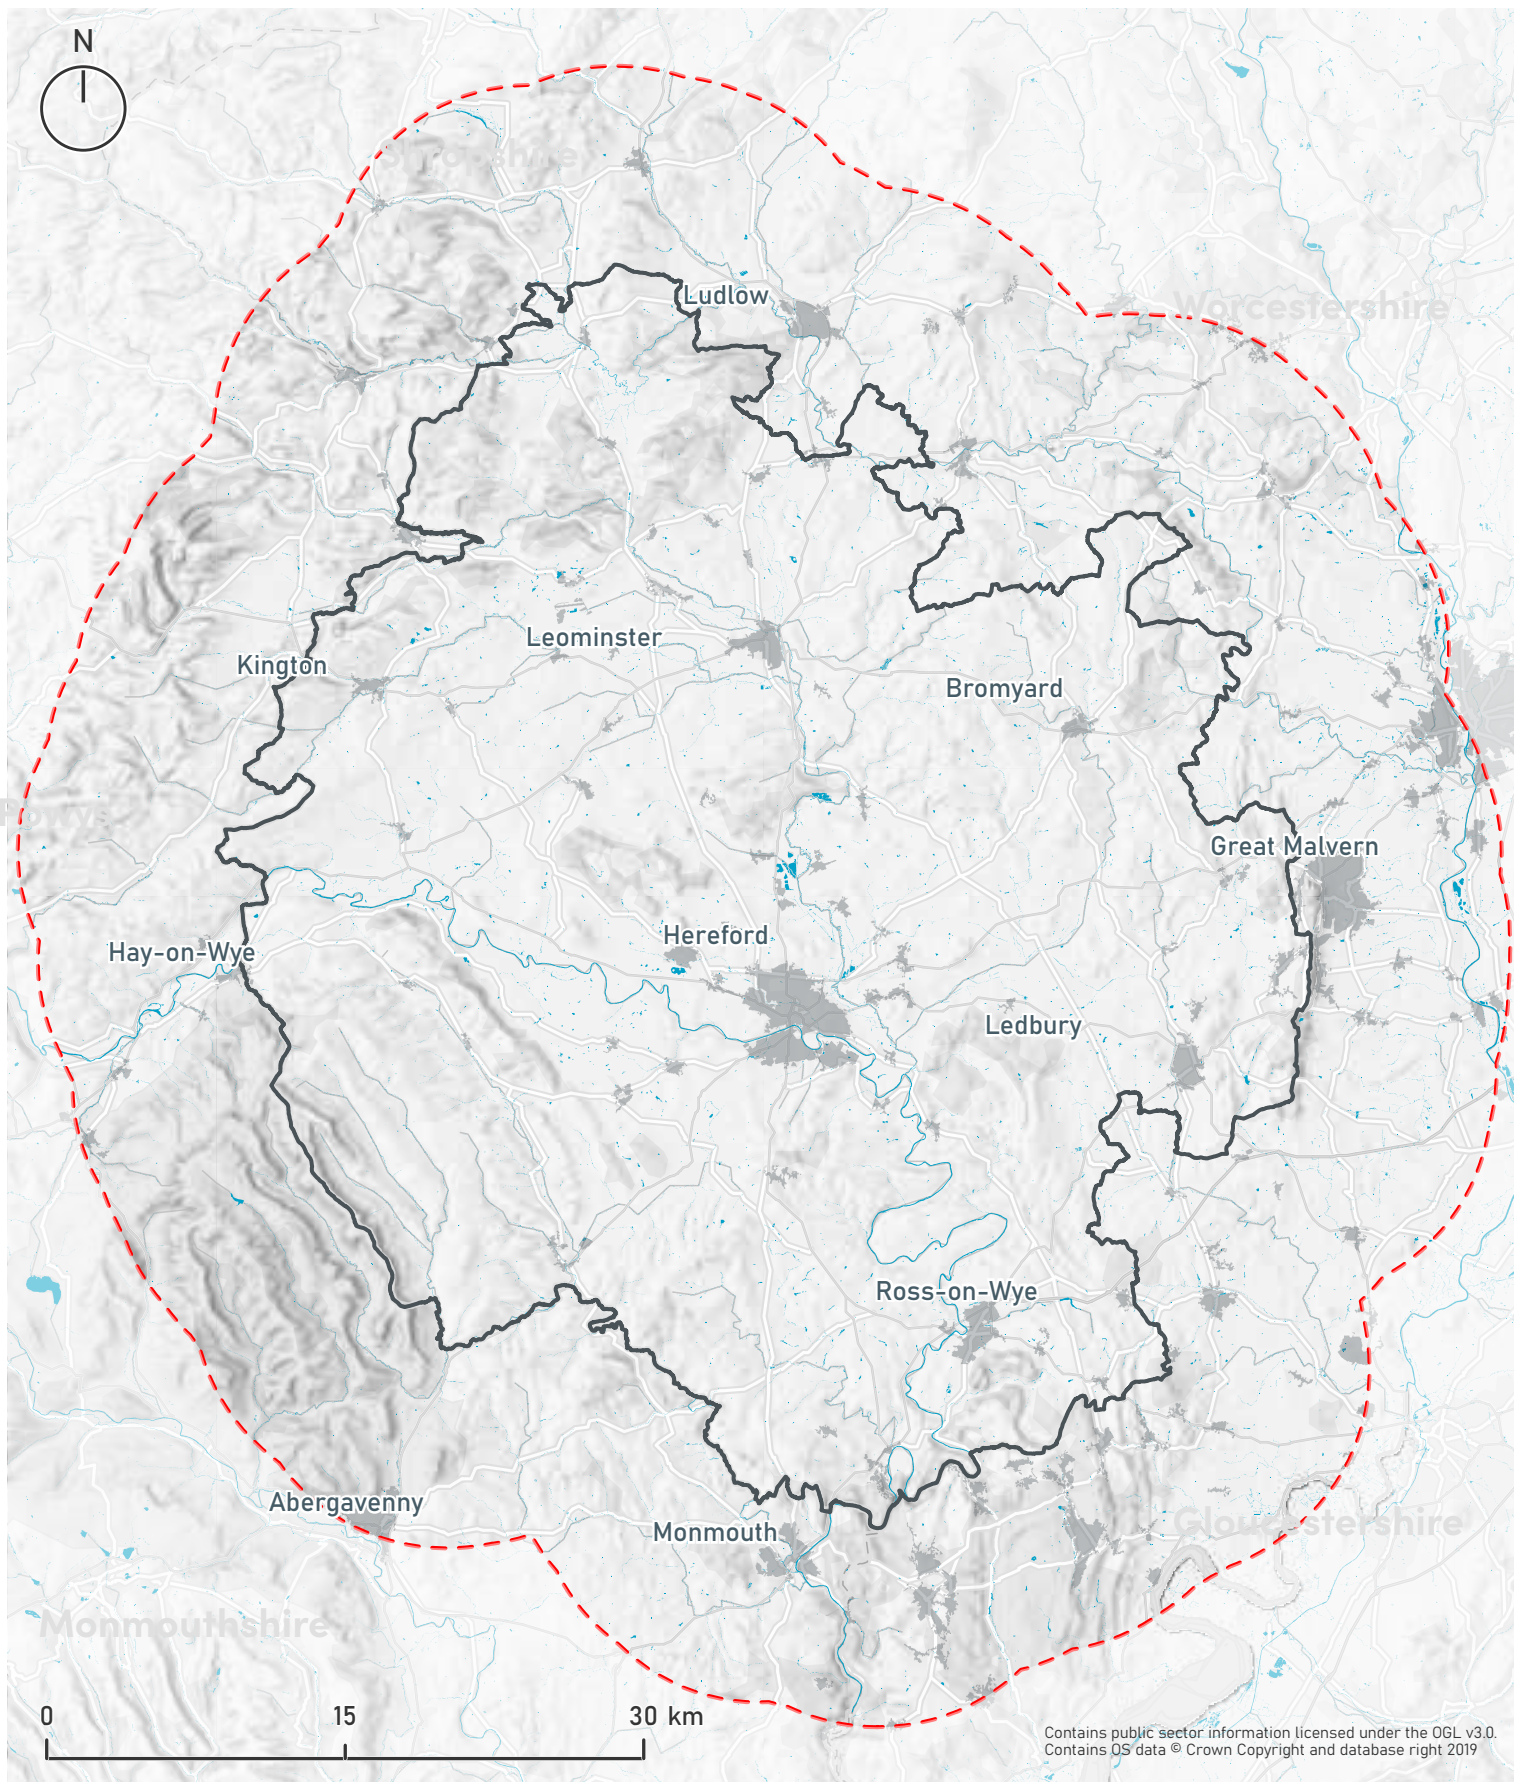 N
Shropshire
Ludlow
Worcestershire
Leominster
Kington
Bromyard
Powys
Great Malvern
Hereford
Hay-on-Wye
Ledbury
Ross-on-Wye
Abergavenny
Monmouth
Gloucestershire
Monmouthshire
0 15 30 km
Contains public sector information licensed under the OGL v3.0.
Contains OS data © Crown Copyright and database right 2019